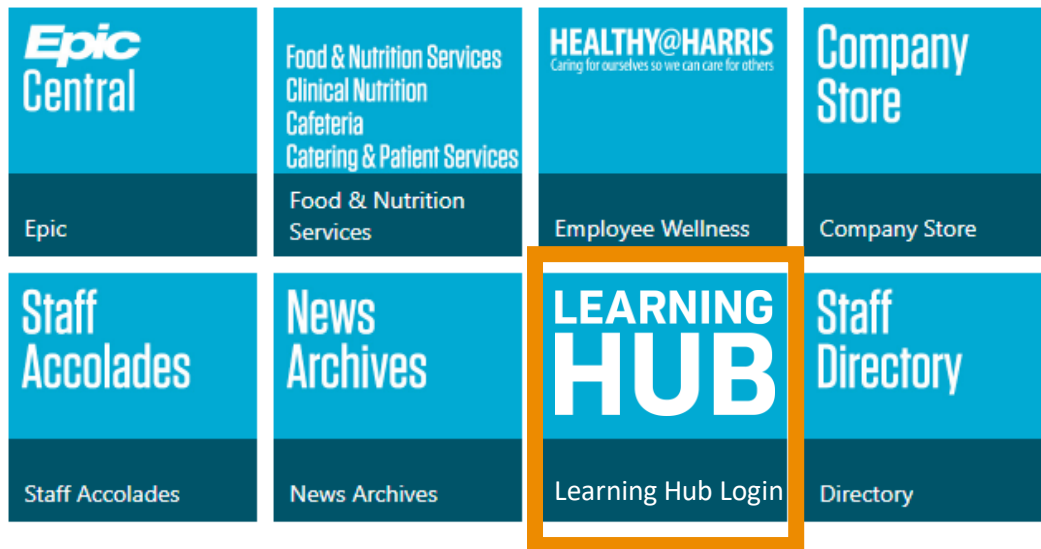 Epic
Central
Epic
Food & Nutrition Services
Clinical Nutrition
Cafeteria
Catering & Patient Services
Food & Nutrition
Services
HEALTHY@HARRIS
Caring for ourselves so we can care for others
Employee Wellness
Company
Store
Company Store
Staff
Accolades
Staff Accolades
News
Archives
News Archives
LEARNING
HUB
Learning Hub Login
Staff
Directory
Directory